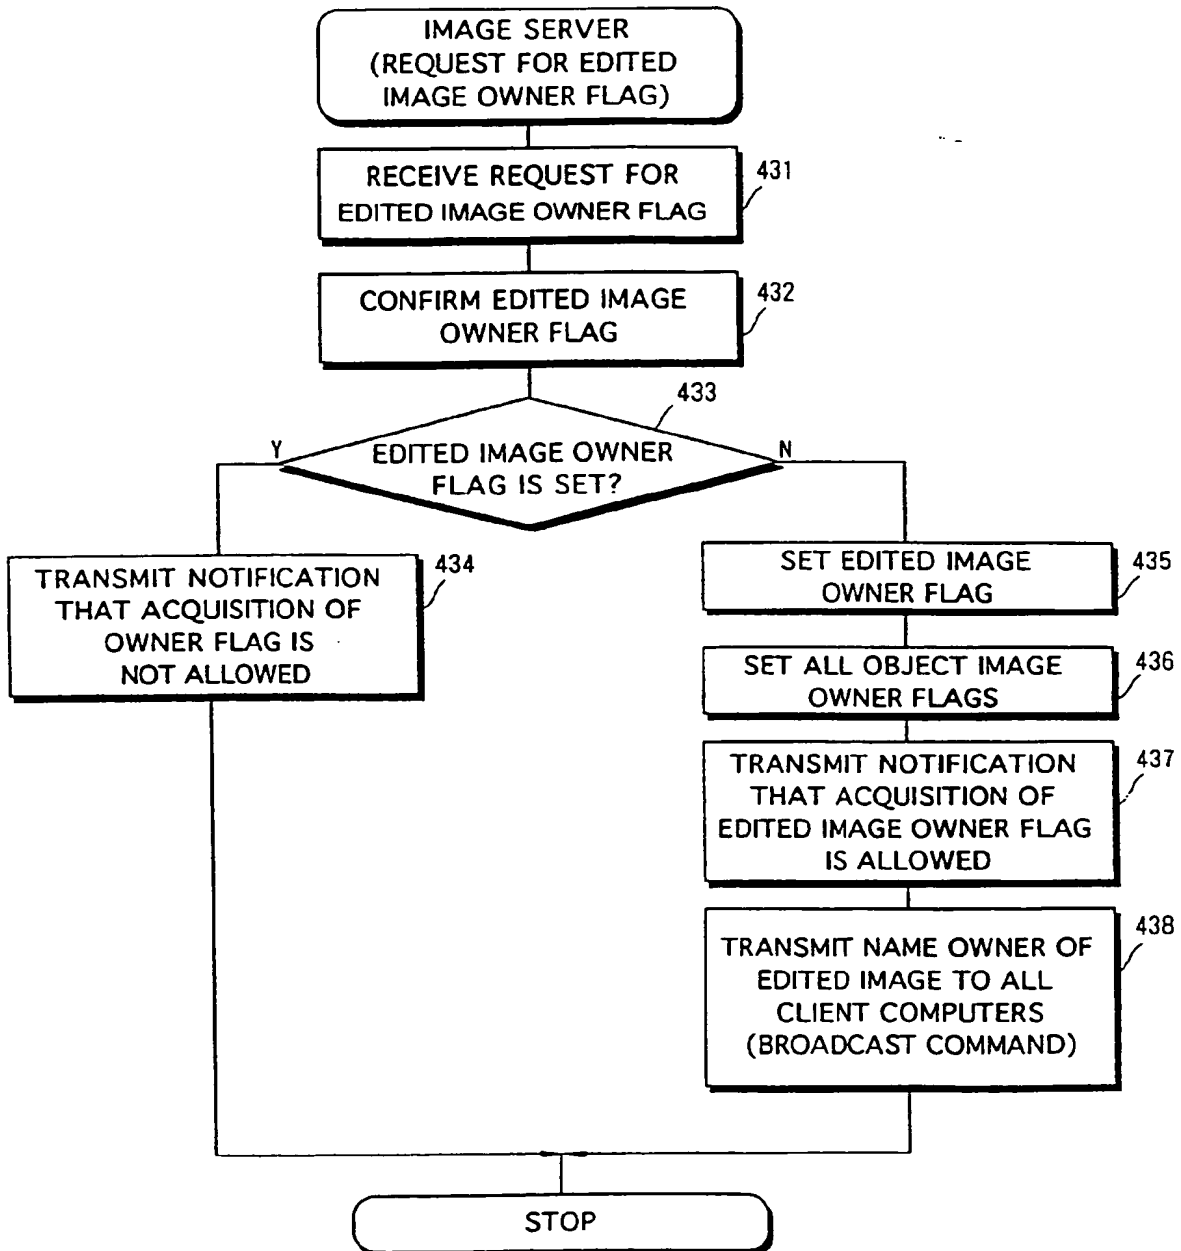 IMAGE SERVER
(REQUEST FOR EDITED
IMAGE OWNER FLAG)
RECEIVE REQUEST FOR
EDITED IMAGE OWNER FLAG
431
CONFIRM EDITED IMAGE
OWNER FLAG
432
433
Y
EDITED IMAGE OWNER
FLAG IS SET?
N
TRANSMIT NOTIFICATION
THAT ACQUISITION OF
OWNER FLAG IS
NOT ALLOWED
434
SET EDITED IMAGE
OWNER FLAG
435
SET ALL OBJECT IMAGE
OWNER FLAGS
436
TRANSMIT NOTIFICATION
THAT ACQUISITION OF
EDITED IMAGE OWNER FLAG
IS ALLOWED
437
TRANSMIT NAME OWNER OF
EDITED IMAGE TO ALL
CLIENT COMPUTERS
(BROADCAST COMMAND)
438
STOP